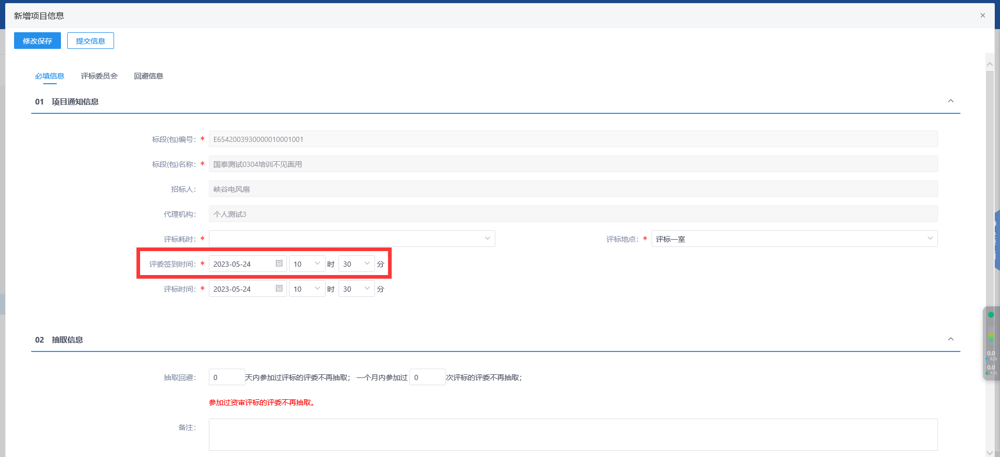 新增项目信息
修改保存 提交信息
必填信息 评标委员会 回避信息
01 项目通知信息
标段(包)编号：* E6542003930000010001001
标段(包)名称：* 国泰测试0304培训不见面用
招标人： 峡谷电风扇
代理机构： 个人测试3
评标耗时：* 评标地点：* 评标一室
评委签到时间：* 2023-05-24 10 时 30 分
评标时间：* 2023-05-24 10 时 30 分
02 抽取信息
抽取回避： 0 天内参加过评标的评委不再抽取； 一个月内参加过 0 次评标的评委不再抽取；
参加过资审评标的评委不再抽取。
备注：
0.0
K/s
0.0
K/s